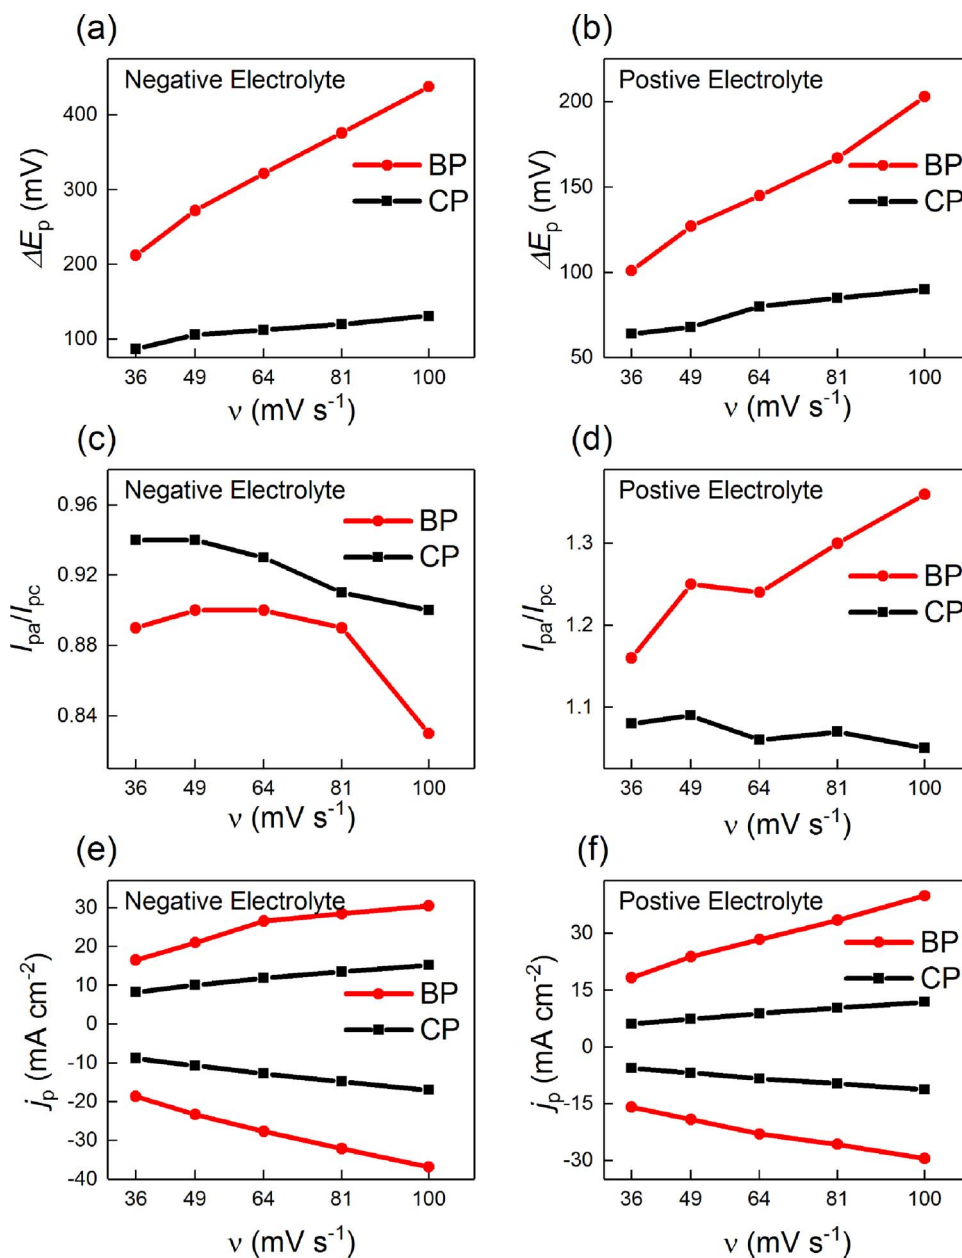 (a)
Negative Electrolyte
BP
CP
400
300
200
100
ΔEp (mV)
36 49 64 81 100
ν (mV s-1)
(b)
Postive Electrolyte
BP
CP
200
150
100
50
ΔEp (mV)
36 49 64 81 100
ν (mV s-1)
(c)
Negative Electrolyte
BP
CP
0.96
0.92
0.88
0.84
Ipa/Ipc
36 49 64 81 100
ν (mV s-1)
(d)
Postive Electrolyte
BP
CP
1.3
1.2
1.1
Ipa/Ipc
36 49 64 81 100
ν (mV s-1)
(e)
Negative Electrolyte
BP
CP
30
20
10
0
-10
-20
-30
-40
jp (mA cm-2)
36 49 64 81 100
ν (mV s-1)
(f)
Postive Electrolyte
BP
CP
30
15
0
-15
-30
jp (mA cm-2)
36 49 64 81 100
ν (mV s-1)